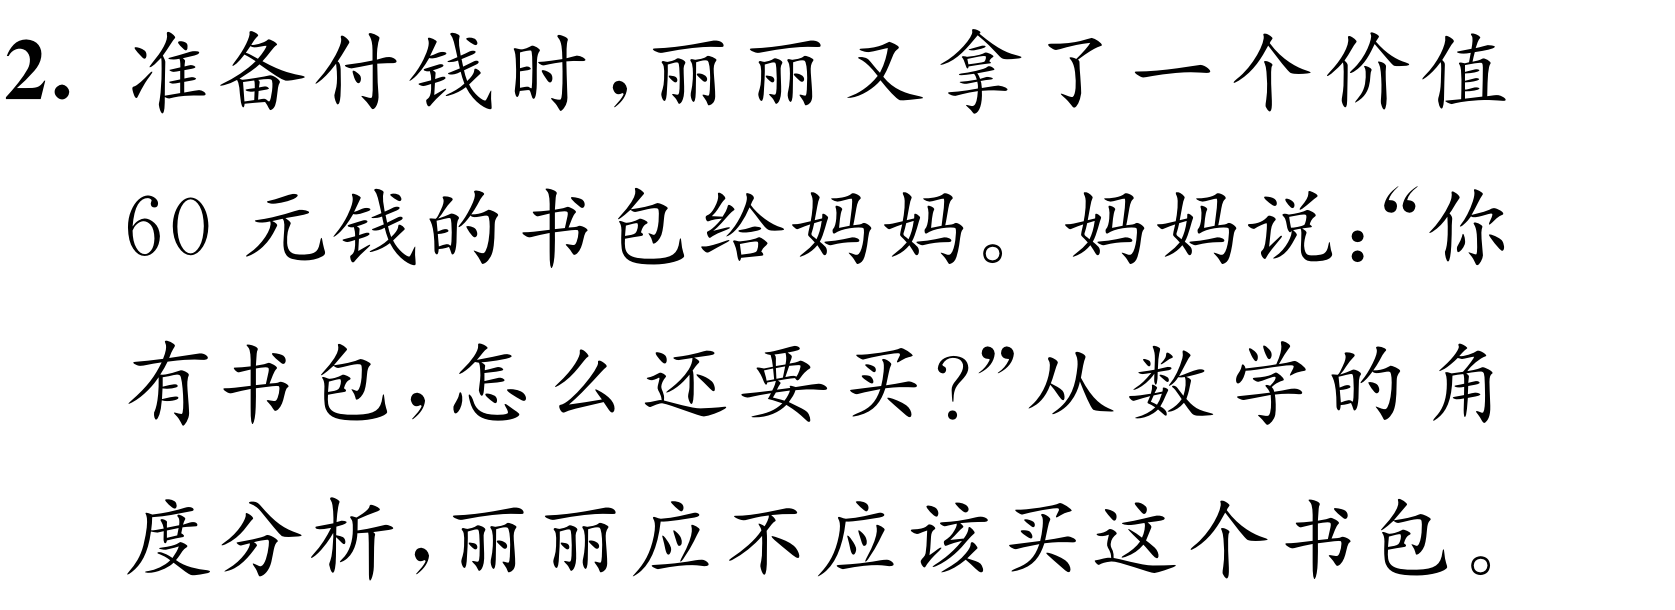 2. 准备付钱时,丽丽又拿了一个价值
60 元钱的书包给妈妈。妈妈说:“你
有书包,怎么还要买?”从数学的角
度分析,丽丽应不应该买这个书包。